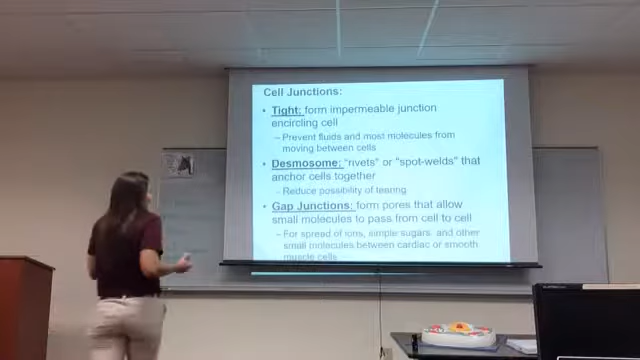 Cell Junctions:
• Tight: form impermeable junction
encircling cell
– Prevent fluids and most molecules from
moving between cells
• Desmosome: "rivets" or "spot-welds" that
anchor cells together
– Reduce possibility of tearing
• Gap Junctions: form pores that allow
small molecules to pass from cell to cell
– For spread of ions, simple sugars, and other
small molecules between cardiac or smooth
muscle cells